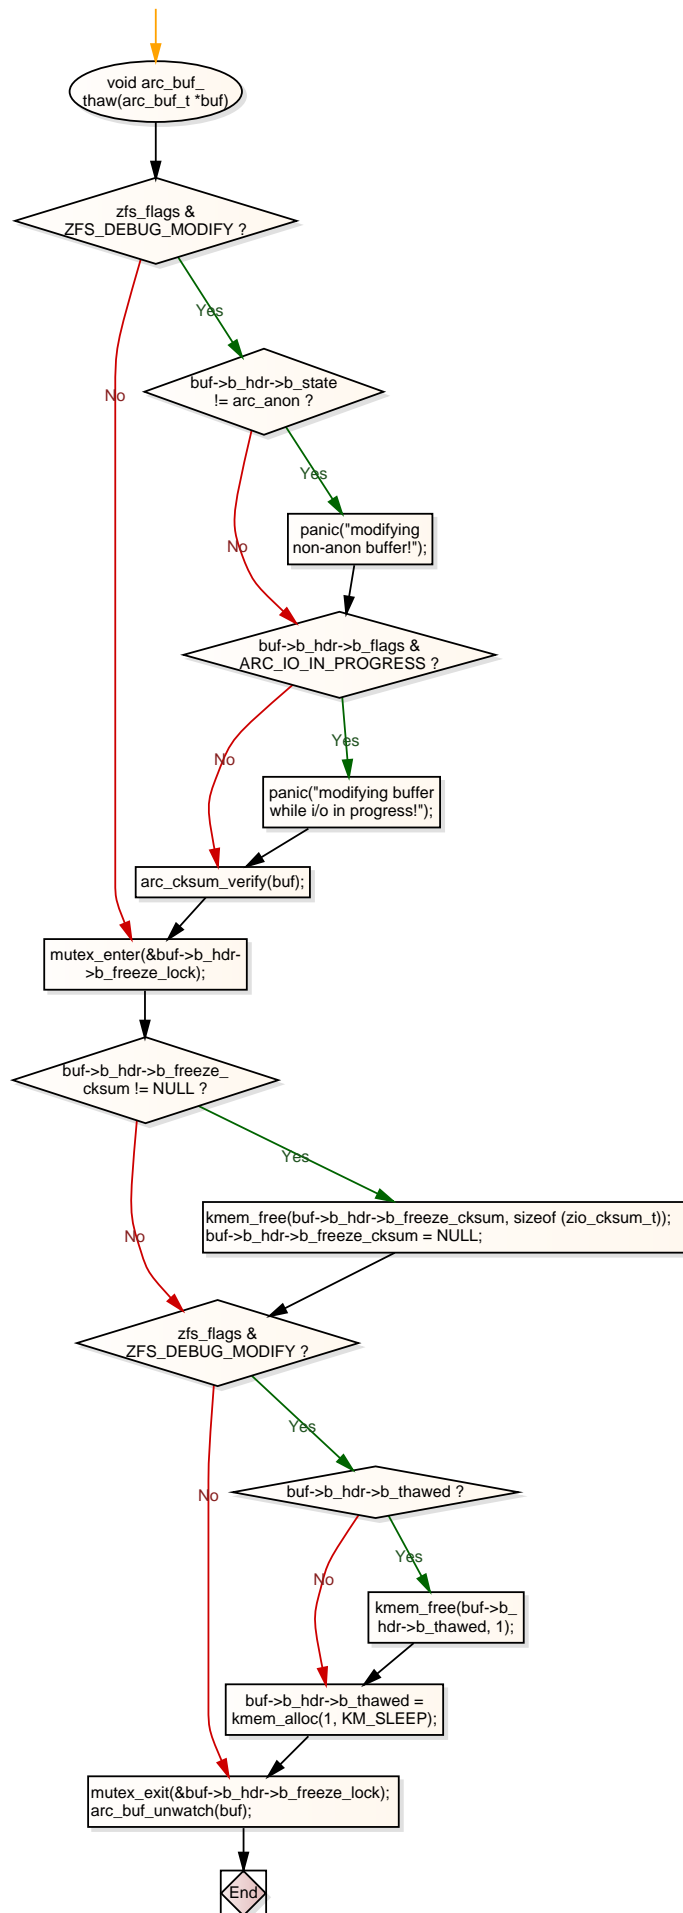 void arc_buf_
thaw(arc_buf_t *buf)
zfs_flags &
ZFS_DEBUG_MODIFY ?
Yes
No
buf->b_hdr->b_state
!= arc_anon ?
Yes
No
panic("modifying
non-anon buffer!");
buf->b_hdr->b_flags &
ARC_IO_IN_PROGRESS ?
Yes
No
panic("modifying buffer
while i/o in progress!");
arc_cksum_verify(buf);
mutex_enter(&buf->b_hdr-
>b_freeze_lock);
buf->b_hdr->b_freeze_
cksum != NULL ?
Yes
No
kmem_free(buf->b_hdr->b_freeze_cksum, sizeof (zio_cksum_t));
buf->b_hdr->b_freeze_cksum = NULL;
zfs_flags &
ZFS_DEBUG_MODIFY ?
Yes
No
buf->b_hdr->b_thawed ?
Yes
No
kmem_free(buf->b_
hdr->b_thawed, 1);
buf->b_hdr->b_thawed =
kmem_alloc(1, KM_SLEEP);
mutex_exit(&buf->b_hdr->b_freeze_lock);
arc_buf_unwatch(buf);
End